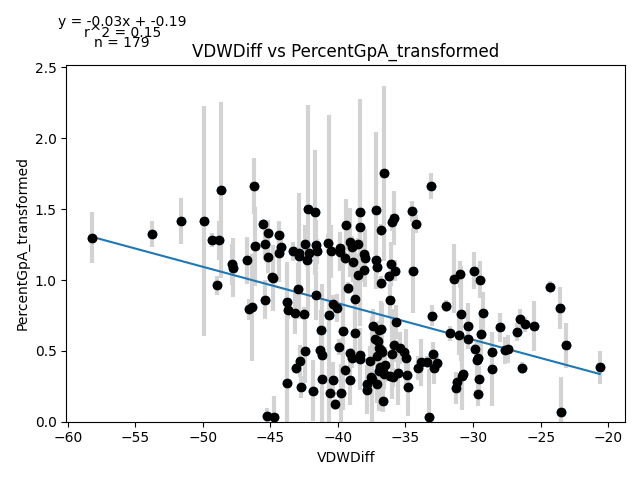 y = -0.03x + -0.19
r^2 = 0.15
n = 179
VDWDiff vs PercentGpA_transformed
2.5
2.0
1.5
1.0
0.5
0.0
PercentGpA_transformed
−60 −55 −50 −45 −40 −35 −30 −25 −20
VDWDiff